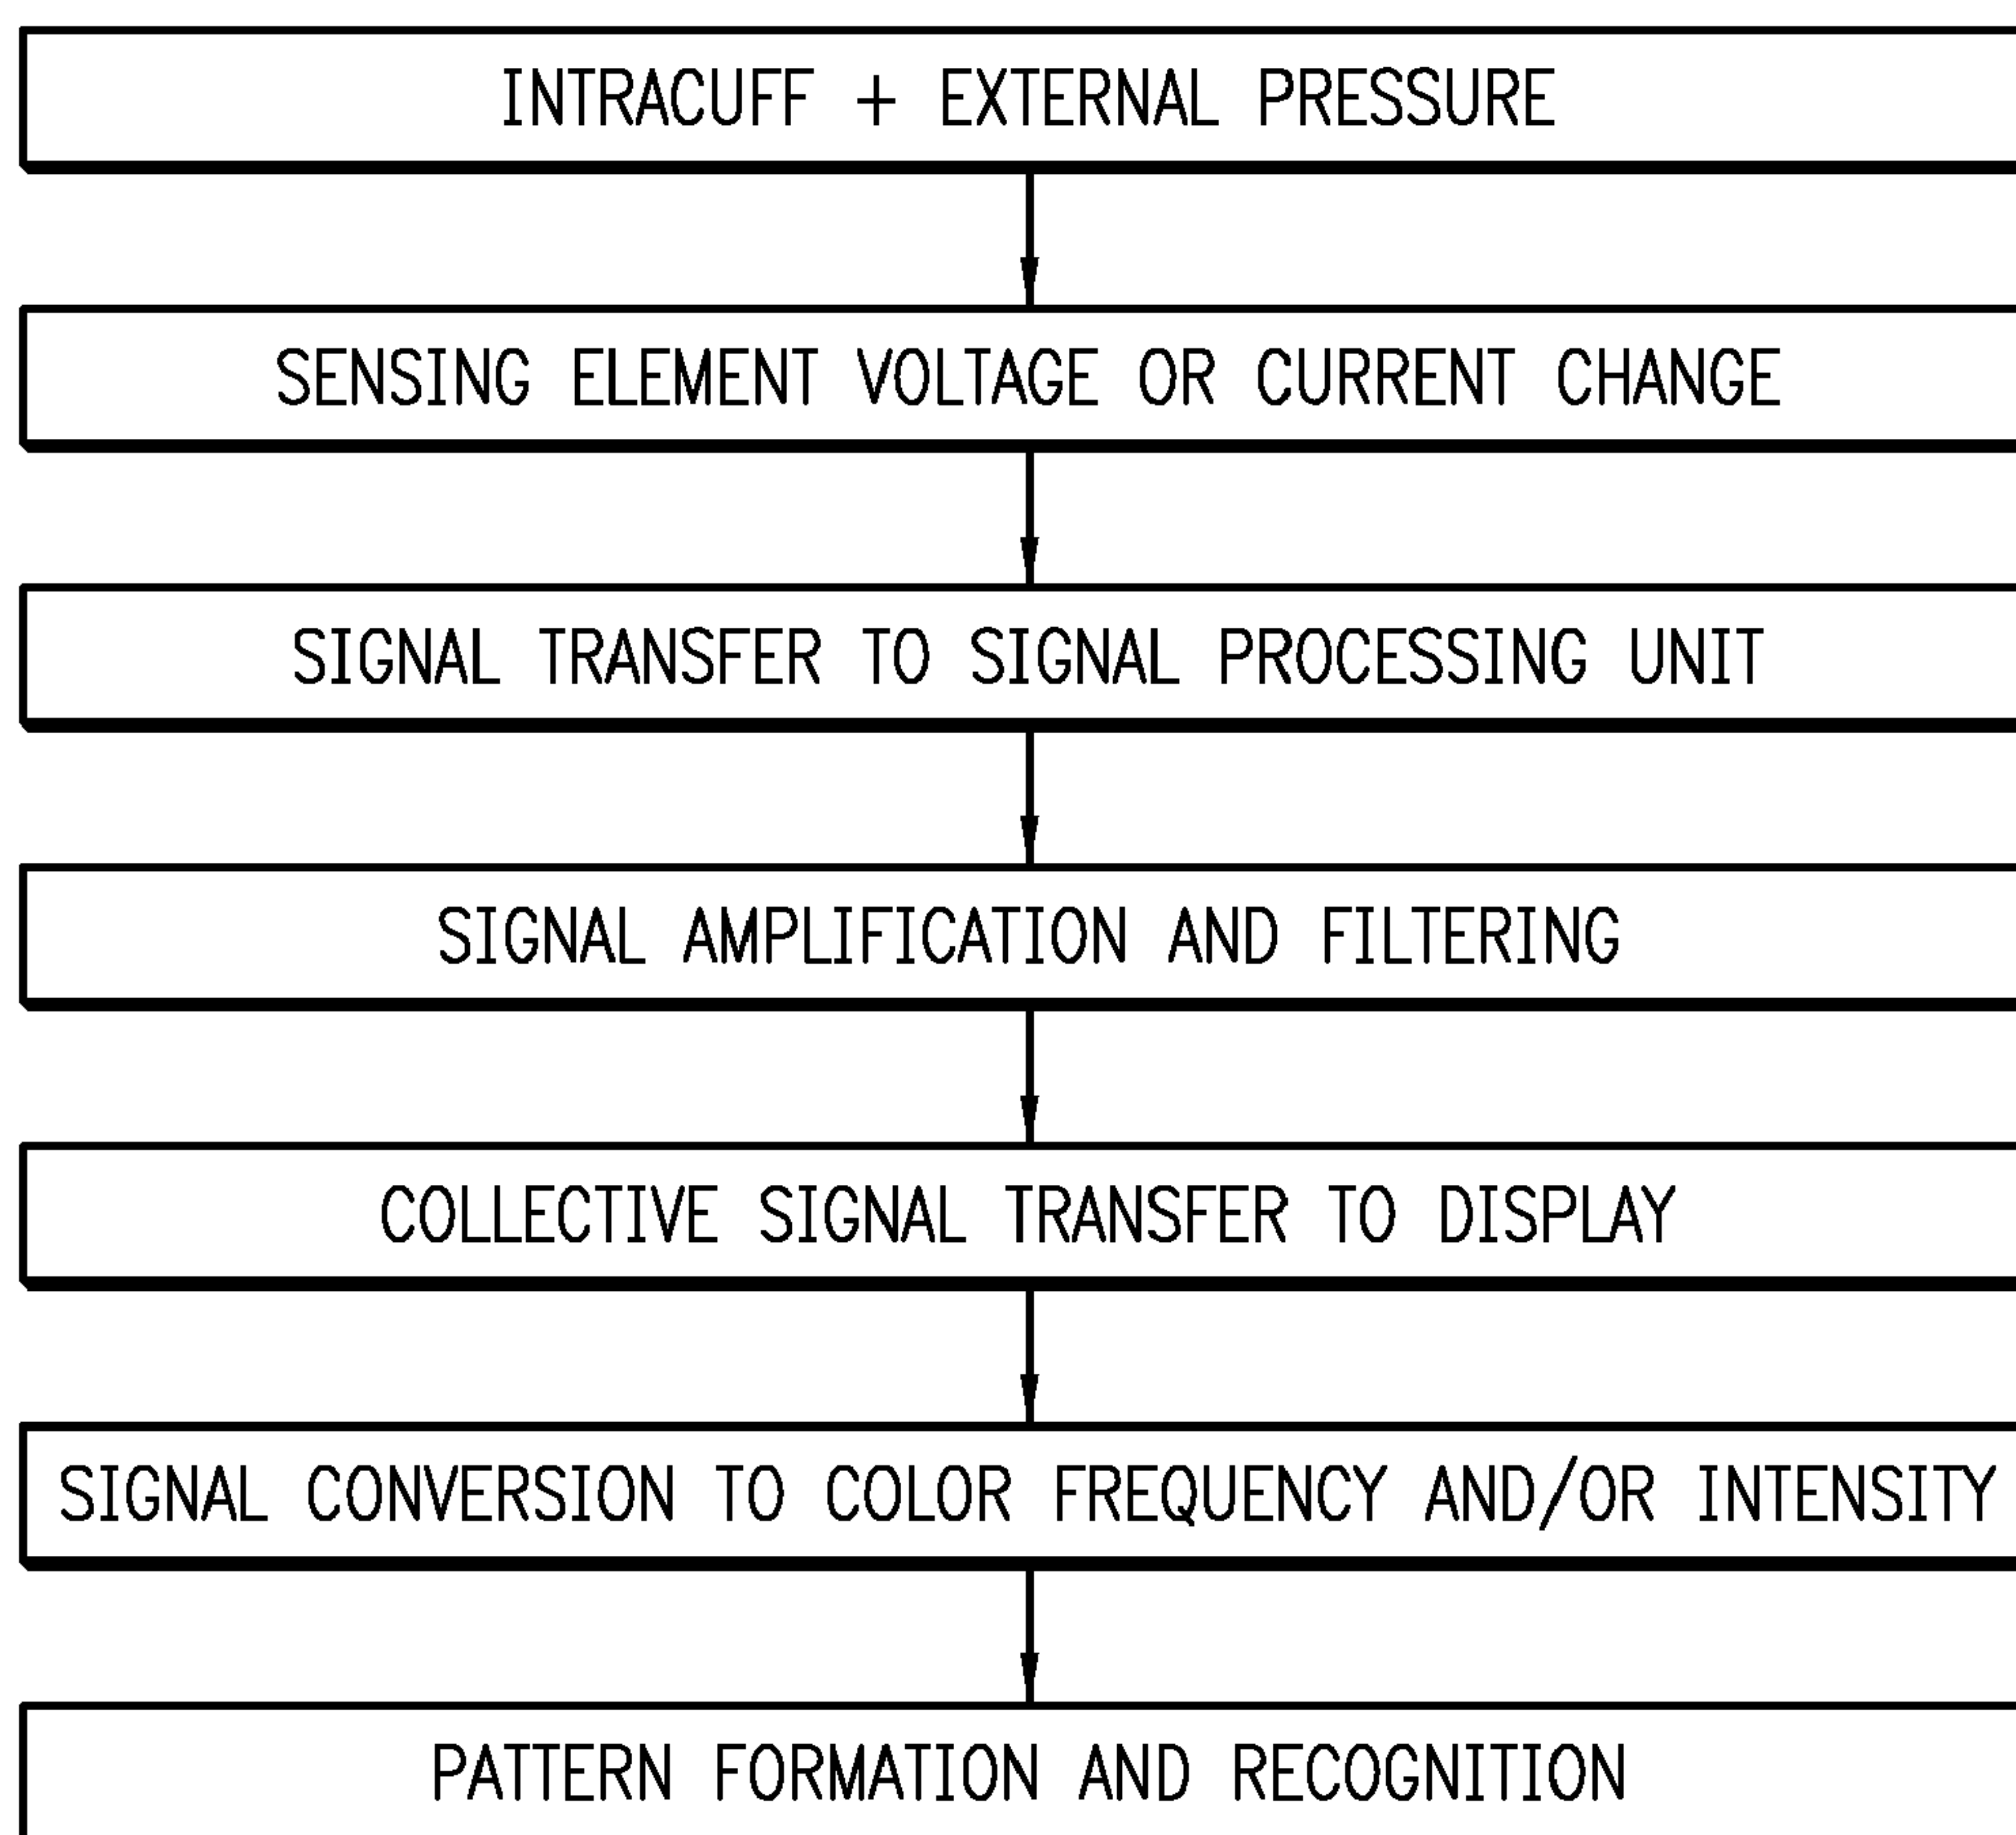 INTRACUFF + EXTERNAL PRESSURE
SENSING ELEMENT VOLTAGE OR CURRENT CHANGE
SIGNAL TRANSFER TO SIGNAL PROCESSING UNIT
SIGNAL AMPLIFICATION AND FILTERING
COLLECTIVE SIGNAL TRANSFER TO DISPLAY
SIGNAL CONVERSION TO COLOR FREQUENCY AND/OR INTENSITY
PATTERN FORMATION AND RECOGNITION